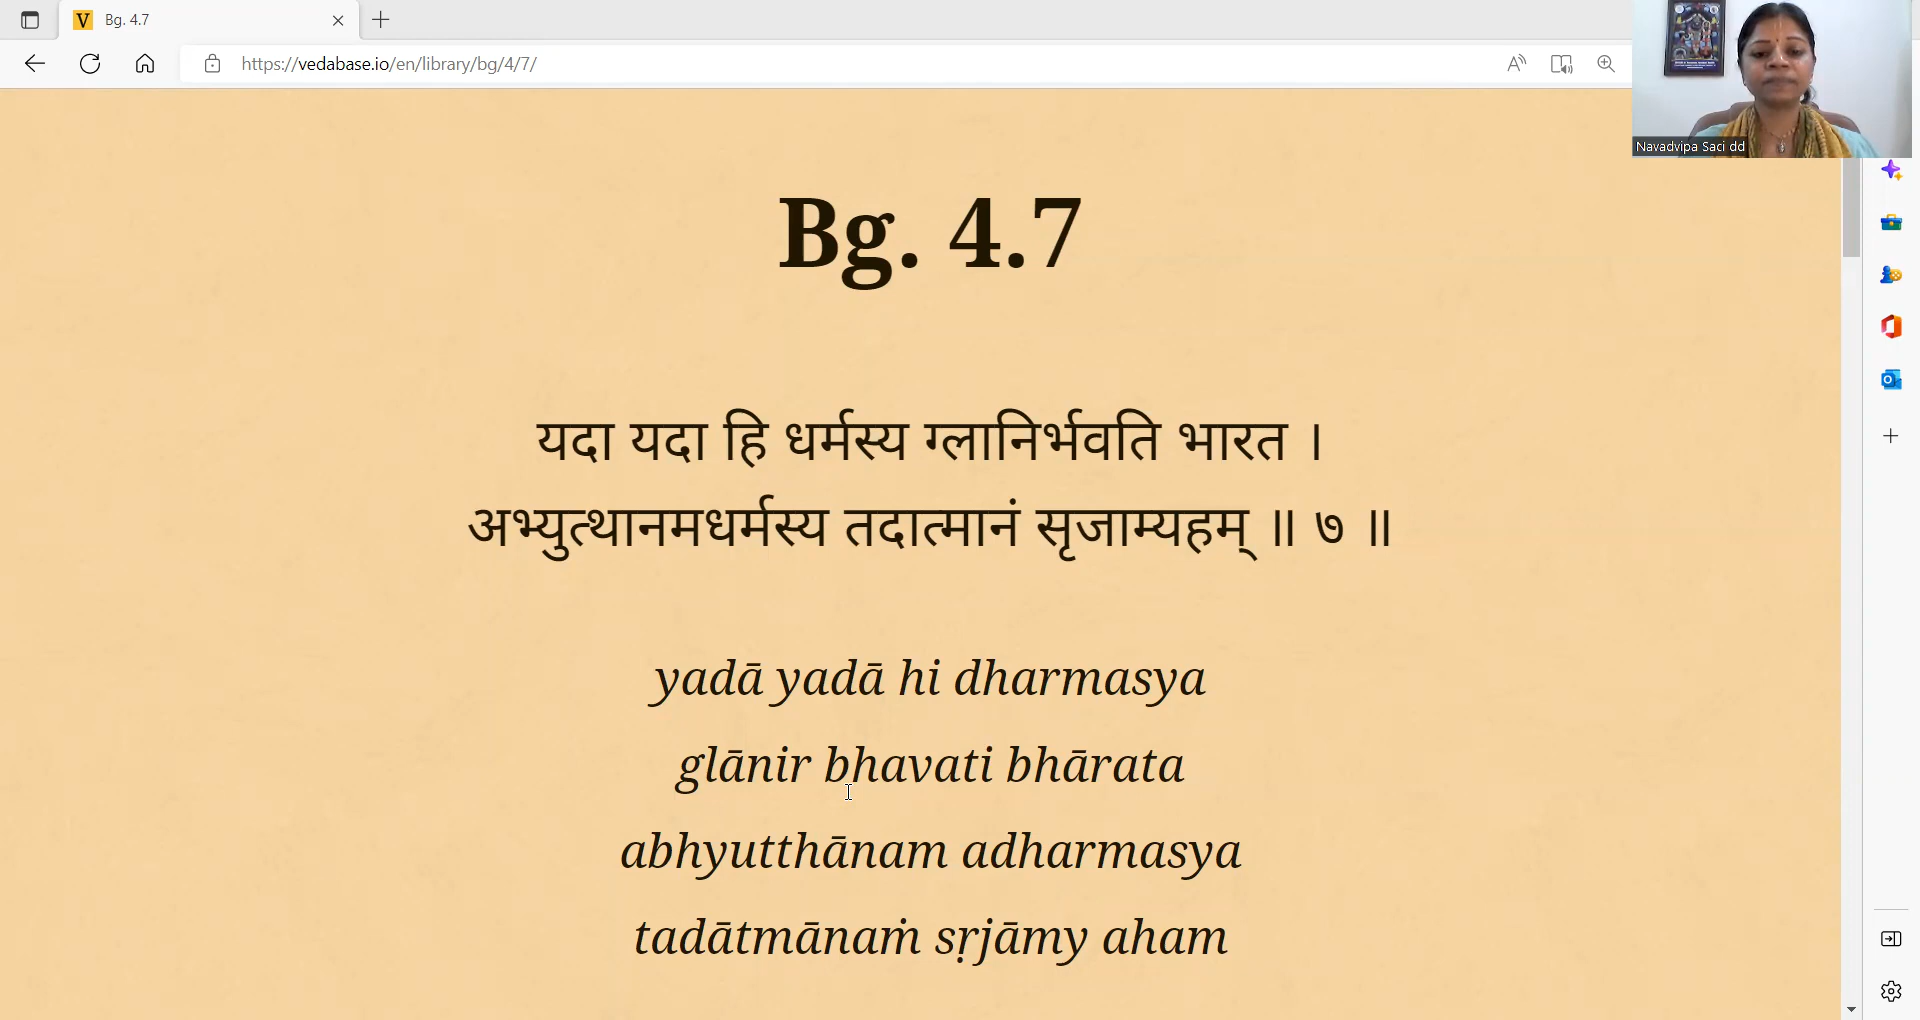 Bg. 4.7
https://vedabase.io/en/library/bg/4/7/
Navadvipa Saci dd
Bg. 4.7
यदा यदा हि धर्मस्य ग्लानिर्भवति भारत ।
अभ्युत्थानमधर्मस्य तदात्मानं सृजाम्यहम् ॥ ७ ॥
yadā yadā hi dharmasya
glānir bhavati bhārata
abhyutthānam adharmasya
tadātmānaṁ sṛjāmy aham